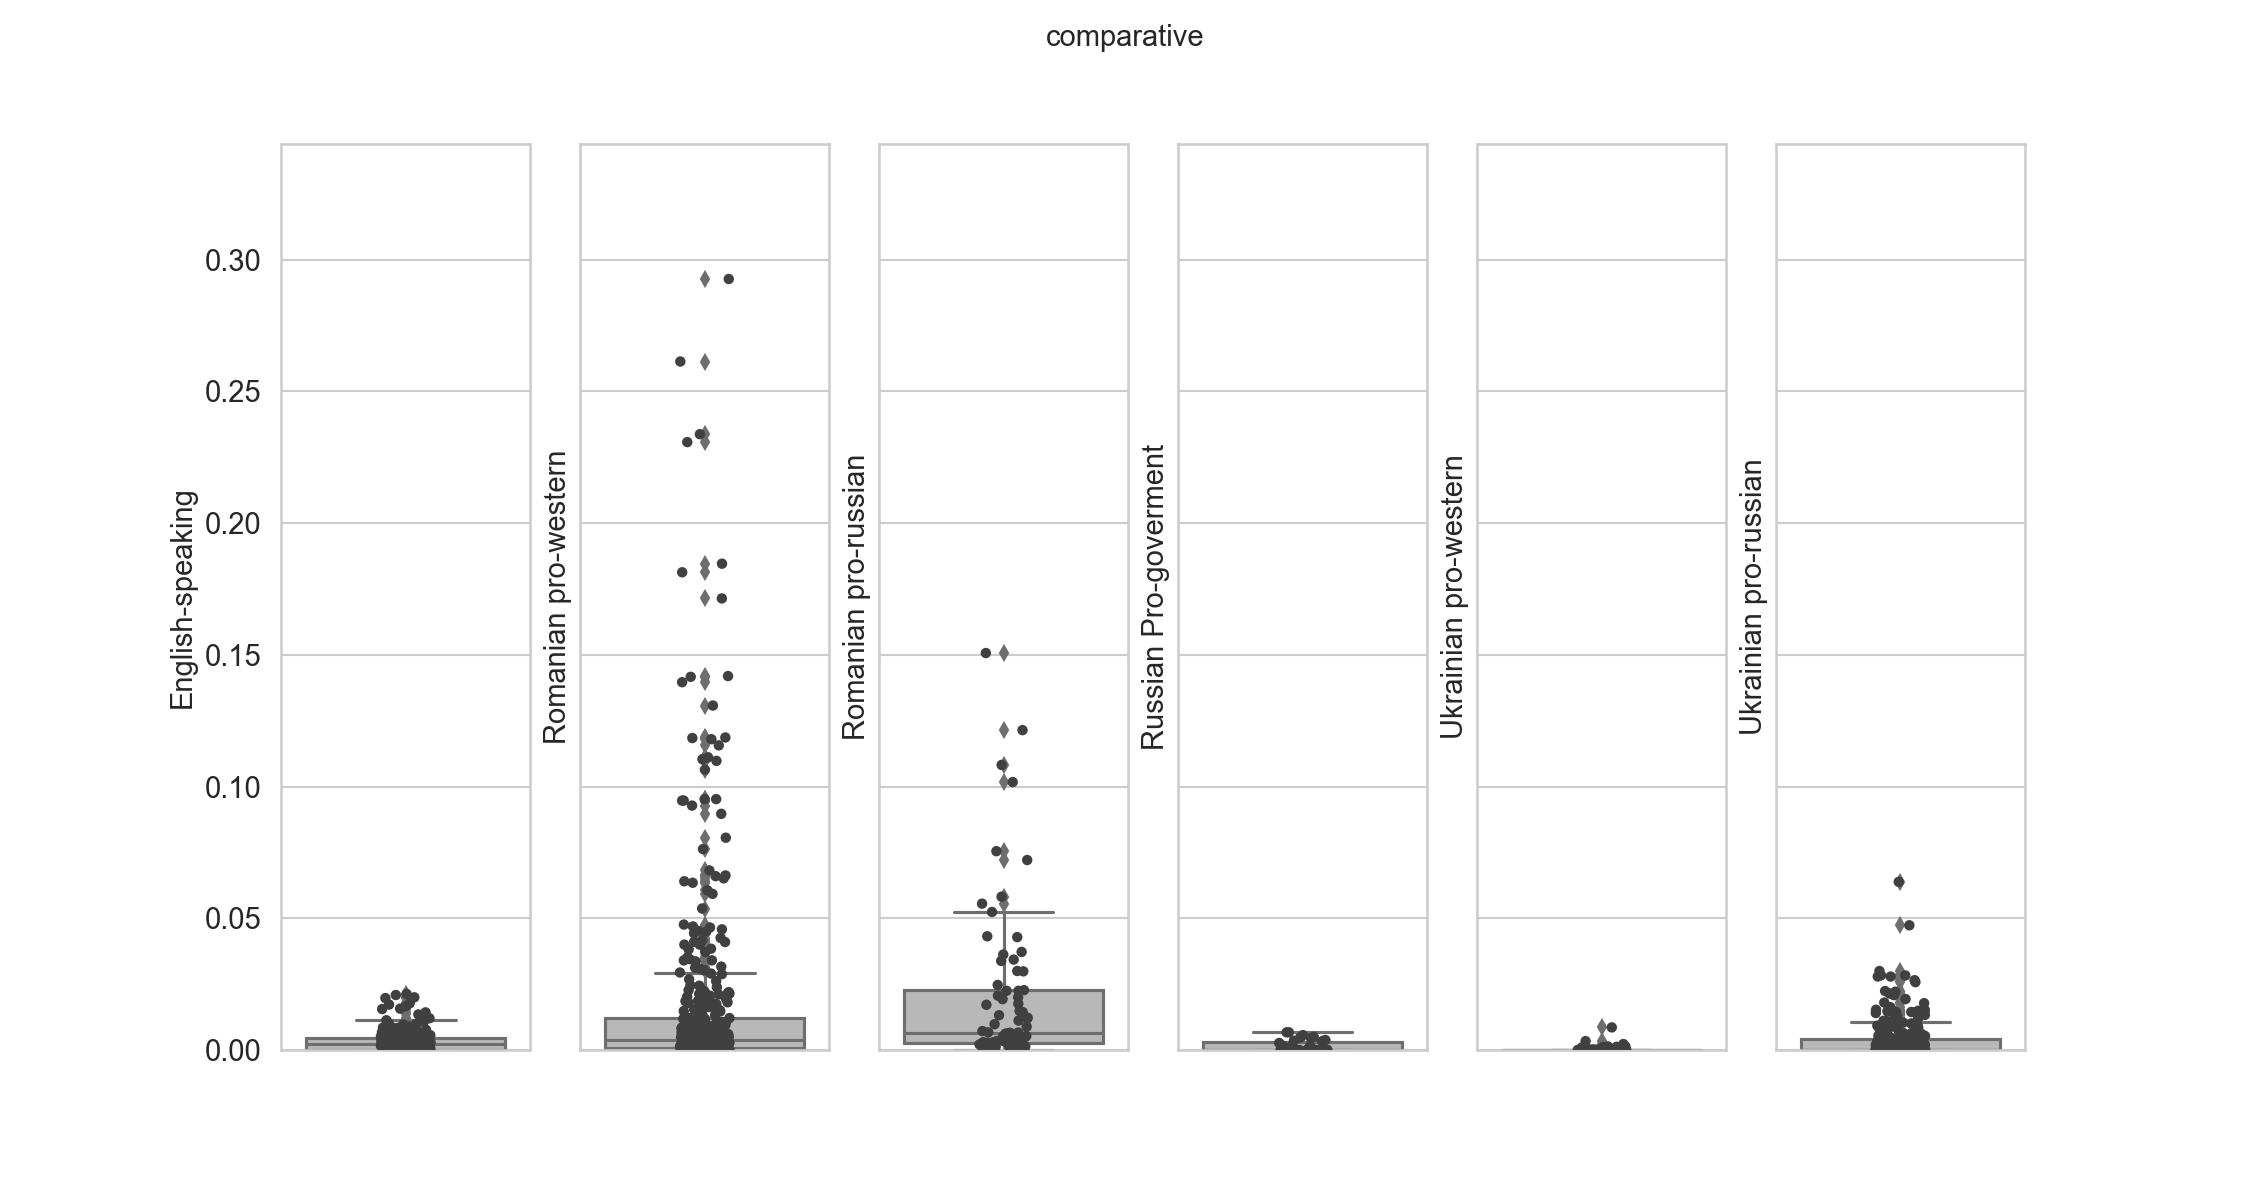 comparative
English-speaking
0.30
0.25
0.20
0.15
0.10
0.05
0.00
Romanian pro-western
Romanian pro-russian
Russian Pro-goverment
Ukrainian pro-western
Ukrainian pro-russian